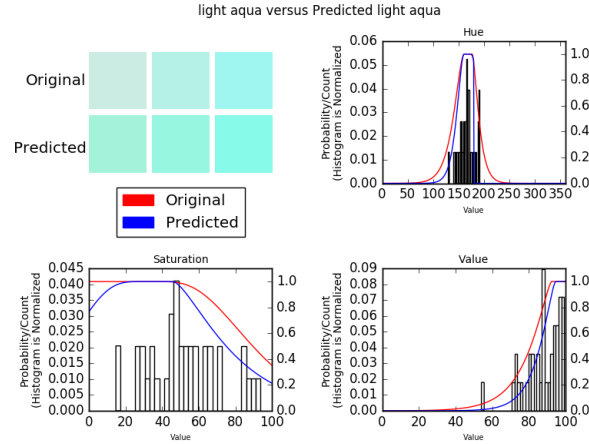 light aqua versus Predicted light aqua
Original
Predicted
Original
Predicted
Hue
Probability/Count
(Histogram is Normalized
0.06
0.05
0.04
0.03
0.02
0.01
0.00
1.0
0.8
0.6
0.4
0.2
0.0
0 50 100 150 200 250 300 350
Value
Saturation
Probability/Count
(Histogram is Normalized
0.045
0.040
0.035
0.030
0.025
0.020
0.015
0.010
0.005
0.000
1.0
0.8
0.6
0.4
0.2
0.0
0 20 40 60 80 100
Value
Value
Probability/Count
(Histogram is Normalized
0.09
0.08
0.07
0.06
0.05
0.04
0.03
0.02
0.01
0.00
1.0
0.8
0.6
0.4
0.2
0.0
0 20 40 60 80 100
Value